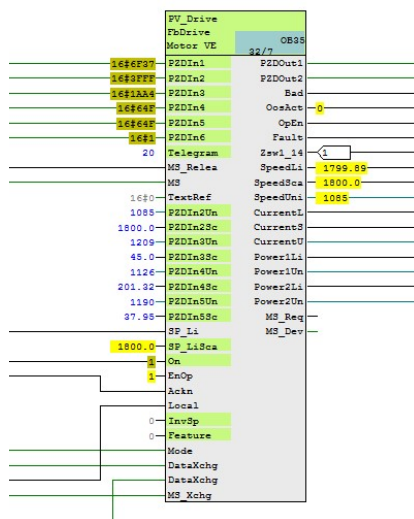 PV_Drive
FbDrive
Motor VE
OB35
32/7
16#6F37 PZDIn1 PZDOut1
16#3FFF PZDIn2 PZDOut2
16#1AA4 PZDIn3 Bad
16#64F PZDIn4 OosAct 0
16#64F PZDIn5 OpEn
16#1 PZDIn6 Fault
20 Telegram Zsw1_14 1
MS_Relea SpeedLi 1799.89
MS SpeedSca 1800.0
16#0 TextRef SpeedUni 1085
1085 PZDIn2Un CurrentL
1800.0 PZDIn2Sc CurrentS
1209 PZDIn3Un CurrentU
45.0 PZDIn3Sc Power1Li
1126 PZDIn4Un Power1Un
201.32 PZDIn4Sc Power2Li
1190 PZDIn5Un Power2Un
37.95 PZDIn5Sc MS_Req
SP_Li MS_Dev
1800.0 SP_LiSca
1 On
1 EnOp
Ackn
Local
0 InvSp
0 Feature
Mode
DataXchg
DataXchg
MS_Xchg